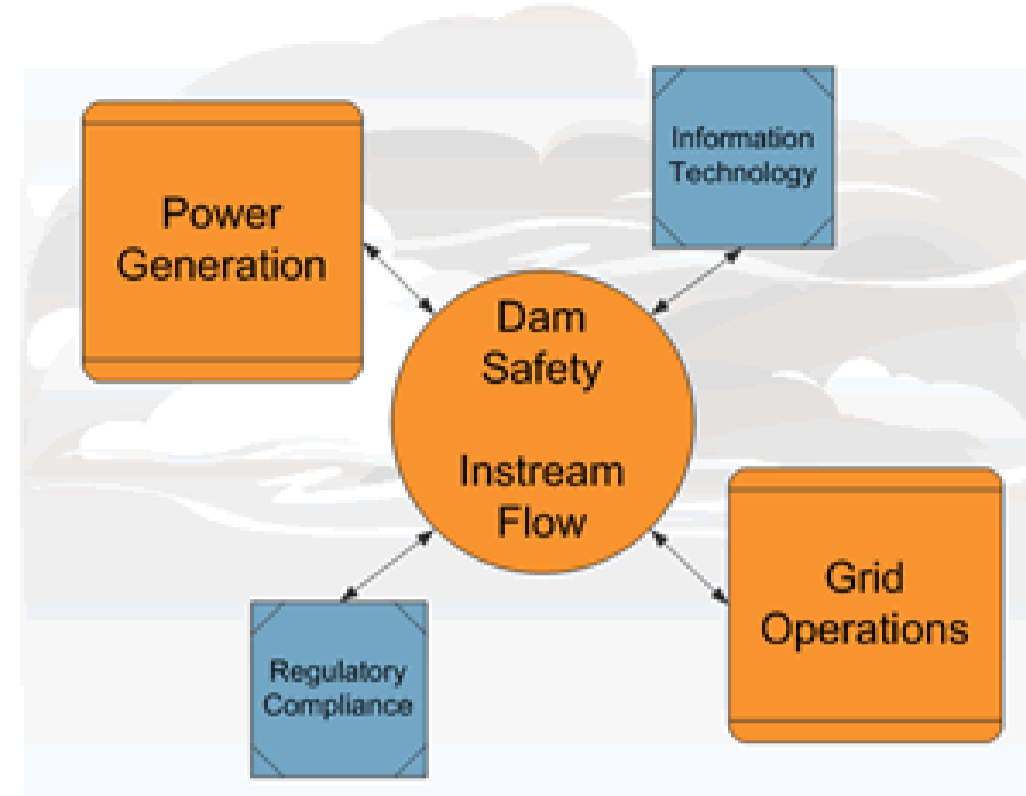 Power
Generation
Information
Technology
Dam
Safety
Instream
Flow
Grid
Operations
Regulatory
Compliance